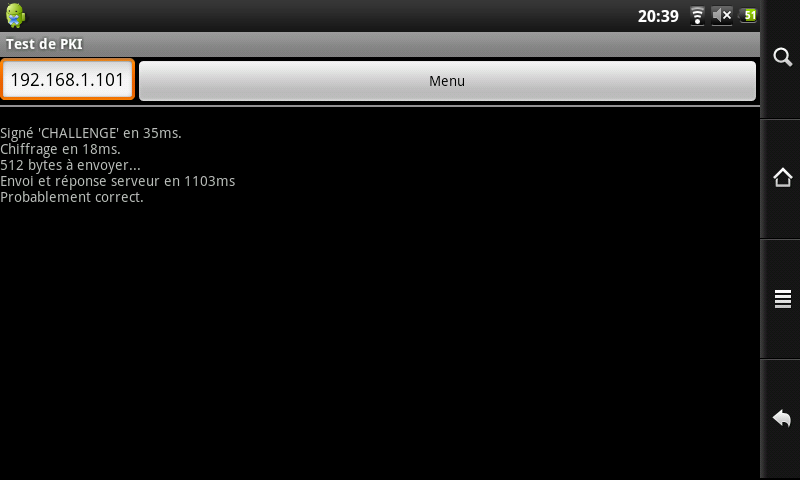 20:39 51
Test de PKI
192.168.1.101 Menu
Signé 'CHALLENGE' en 35ms.
Chiffrage en 18ms.
512 bytes à envoyer...
Envoi et réponse serveur en 1103ms
Probablement correct.